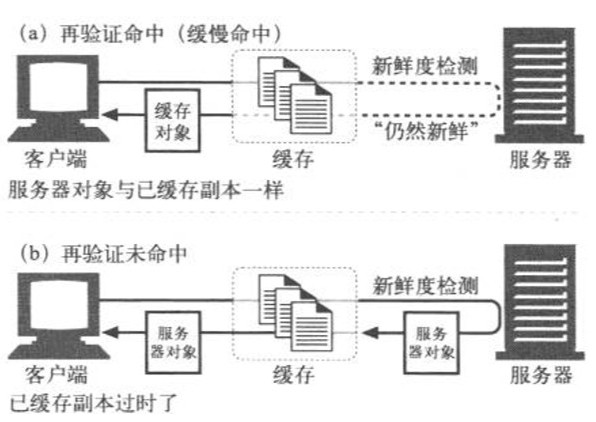 (a) 再验证命中（缓慢命中）
新鲜度检测
缓存
对象
“仍然新鲜”
客户端
缓存
服务器
服务器对象与已缓存副本一样
(b) 再验证未命中
新鲜度检测
服务
器对象
服务
器对象
客户端
缓存
服务器
已缓存副本过时了